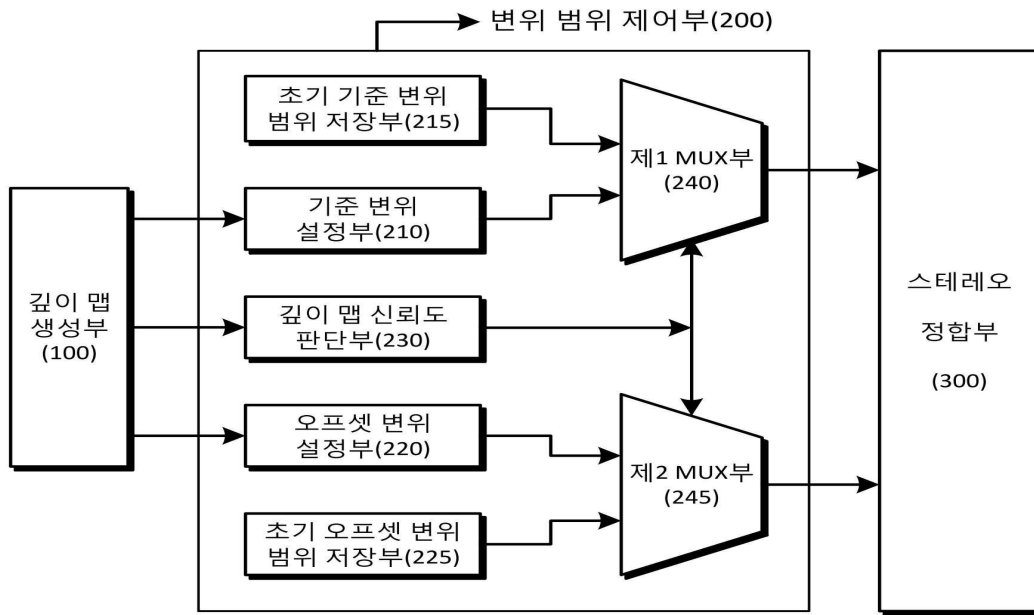 변위 범위 제어부(200)
초기 기준 변위
범위 저장부(215)
제1 MUX부
(240)
기준 변위
설정부(210)
깊이 맵
생성부
(100)
깊이 맵 신뢰도
판단부(230)
스테레오
정합부
(300)
오프셋 변위
설정부(220)
제2 MUX부
(245)
초기 오프셋 변위
범위 저장부(225)